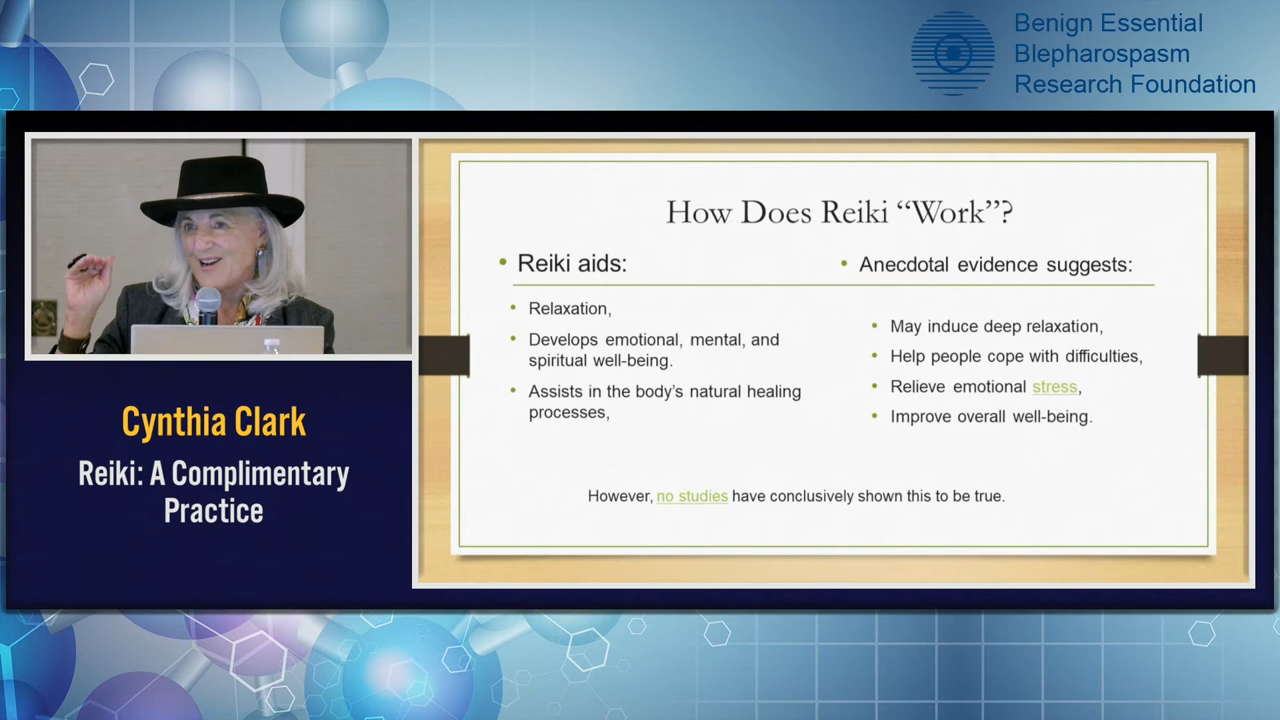 Benign Essential
Blepharospasm
Research Foundation
Cynthia Clark
Reiki: A Complimentary
Practice
How Does Reiki “Work”?
• Reiki aids:
• Relaxation,
• Develops emotional, mental, and
spiritual well-being.
• Assists in the body’s natural healing
processes,
• Anecdotal evidence suggests:
• May induce deep relaxation,
• Help people cope with difficulties,
• Relieve emotional stress,
• Improve overall well-being.
However, no studies have conclusively shown this to be true.